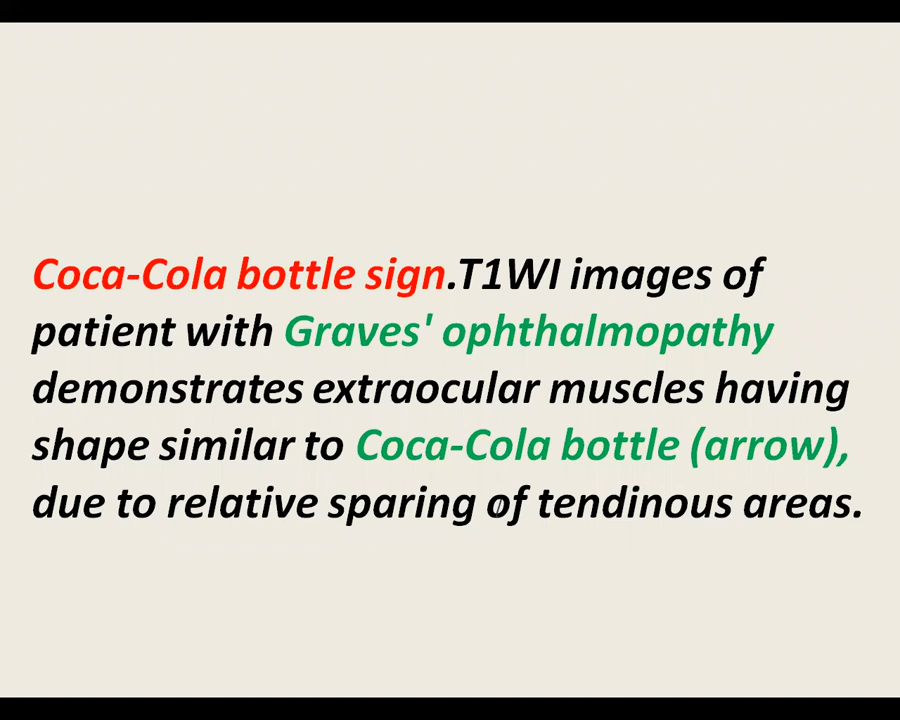 Coca-Cola bottle sign.T1WI images of
patient with Graves' ophthalmopathy
demonstrates extraocular muscles having
shape similar to Coca-Cola bottle (arrow),
due to relative sparing of tendinous areas.